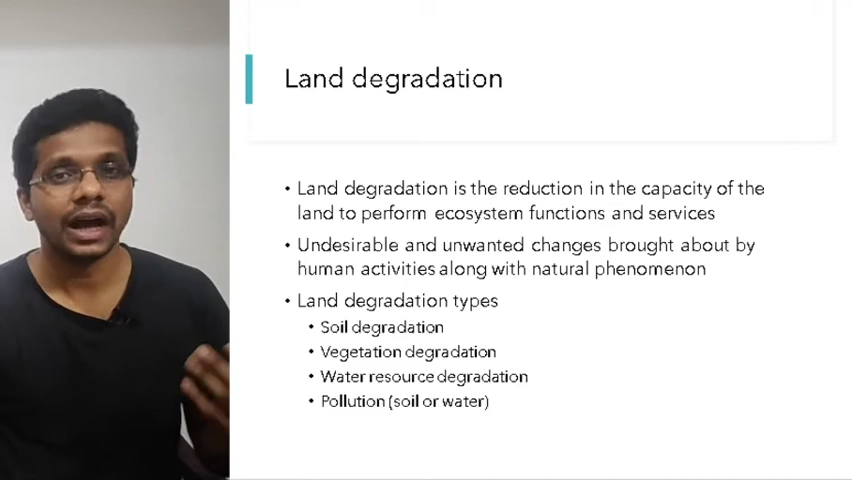 Land degradation
• Land degradation is the reduction in the capacity of the
land to perform ecosystem functions and services
• Undesirable and unwanted changes brought about by
human activities along with natural phenomenon
• Land degradation types
• Soil degradation
• Vegetation degradation
• Water resource degradation
• Pollution (soil or water)